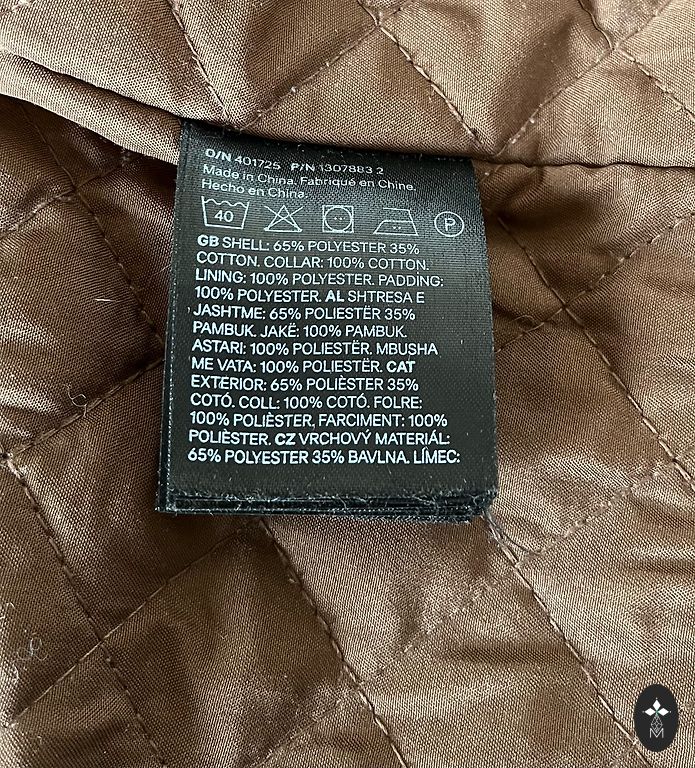 O/N 401725 P/N 1307883 2
Made in China. Fabriqué en Chine.
Hecho en China.
40 P
GB SHELL: 65% POLYESTER 35%
COTTON. COLLAR: 100% COTTON.
LINING: 100% POLYESTER. PADDING:
100% POLYESTER. AL SHTRESA E
JASHTME: 65% POLIESTËR 35%
PAMBUK. JAKË: 100% PAMBUK.
ASTARI: 100% POLIESTËR. MBUSHA
ME VATA: 100% POLIESTËR. CAT
EXTERIOR: 65% POLIÈSTER 35%
COTÓ. COLL: 100% COTÓ. FOLRE:
100% POLIÈSTER. FARCIMENT: 100%
POLIÈSTER. CZ VRCHOVÝ MATERIÁL:
65% POLYESTER 35% BAVLNA. LÍMEC:
M